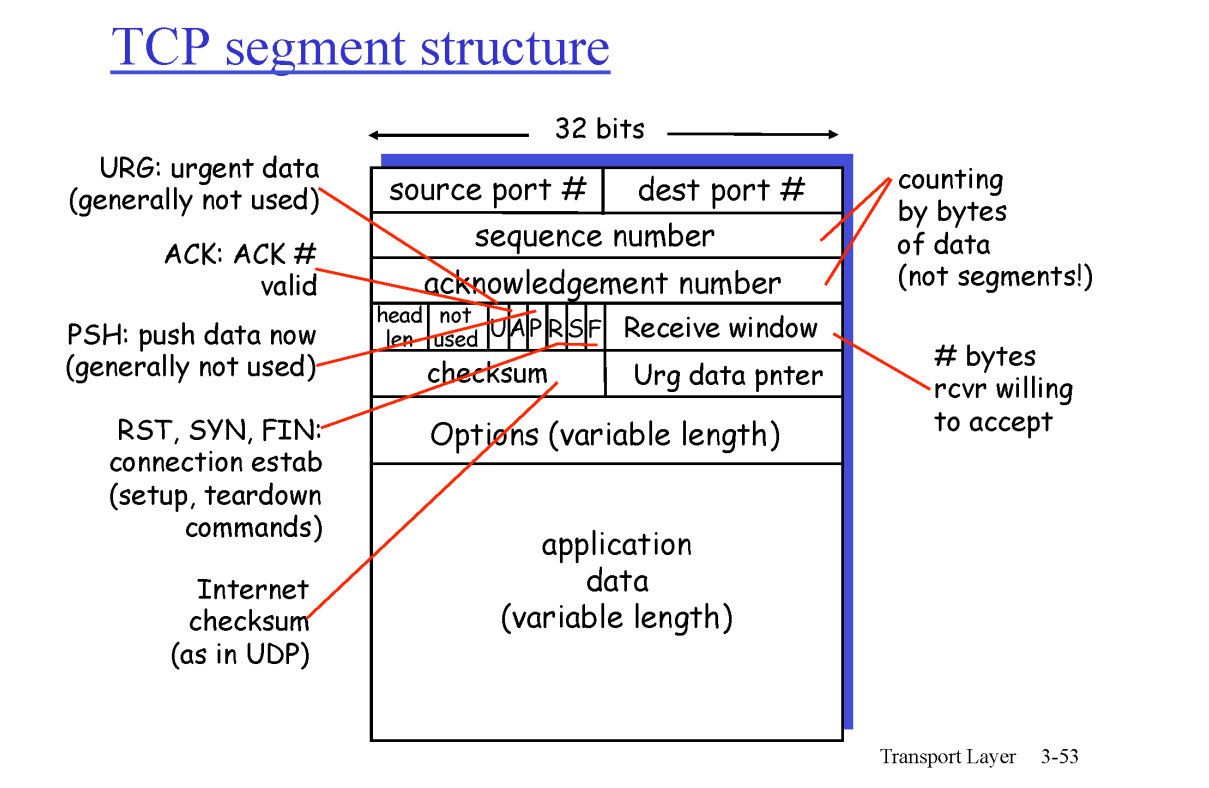 TCP segment structure
32 bits
URG: urgent data
(generally not used)
ACK: ACK #
valid
PSH: push data now
(generally not used)
RST, SYN, FIN:
connection estab
(setup, teardown
commands)
Internet
checksum
(as in UDP)
source port # dest port #
sequence number
acknowledgement number
head
len
not
used
U A P R S F
Receive window
checksum Urg data pnter
Options (variable length)
application
data
(variable length)
counting
by bytes
of data
(not segments!)
# bytes
rcvr willing
to accept
Transport Layer 3-53